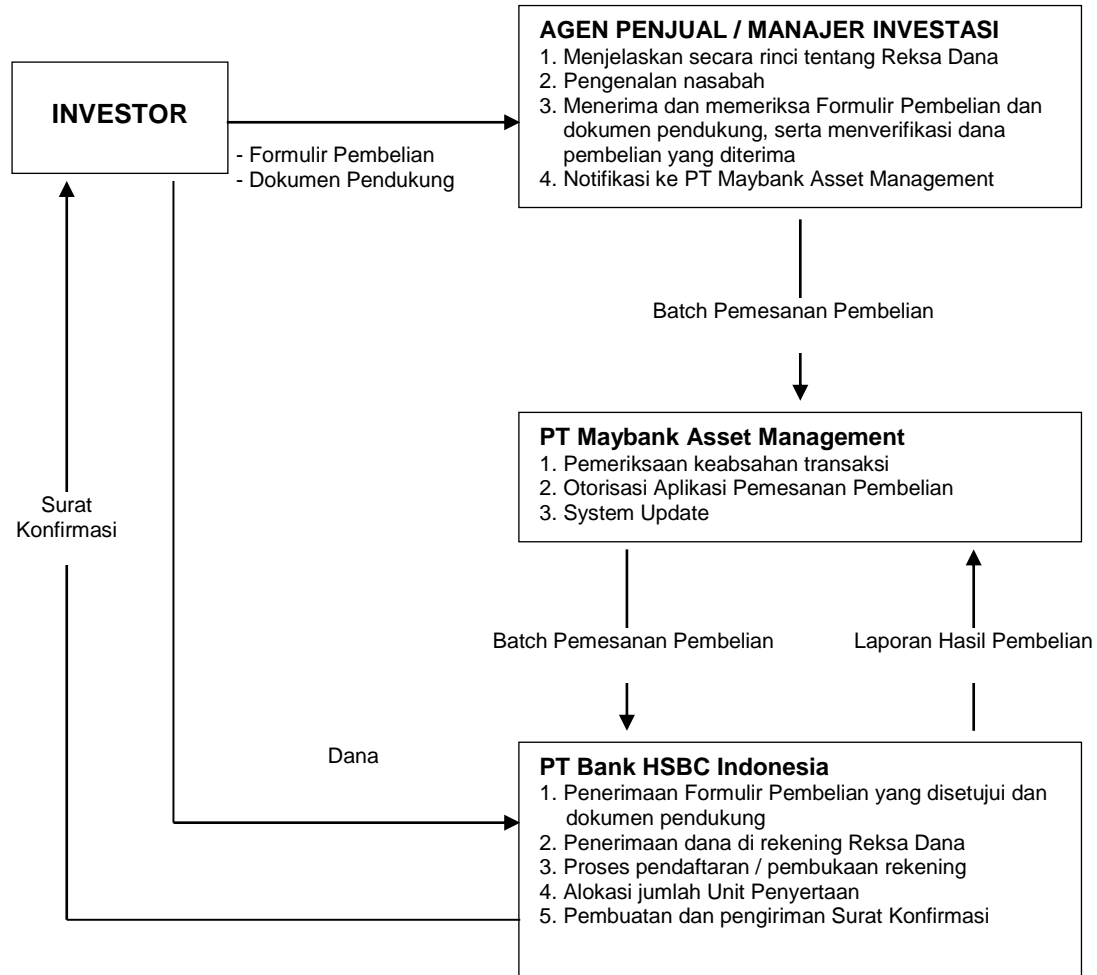 AGEN PENJUAL / MANAJER INVESTASI
1. Menjelaskan secara rinci tentang Reksa Dana
2. Pengenalan nasabah
3. Menerima dan memeriksa Formulir Pembelian dan
dokumen pendukung, serta menverifikasi dana
pembelian yang diterima
4. Notifikasi ke PT Maybank Asset Management
INVESTOR
- Formulir Pembelian
- Dokumen Pendukung
Batch Pemesanan Pembelian
PT Maybank Asset Management
1. Pemeriksaan keabsahan transaksi
2. Otorisasi Aplikasi Pemesanan Pembelian
3. System Update
Surat
Konfirmasi
Batch Pemesanan Pembelian
Laporan Hasil Pembelian
Dana
PT Bank HSBC Indonesia
1. Penerimaan Formulir Pembelian yang disetujui dan
dokumen pendukung
2. Penerimaan dana di rekening Reksa Dana
3. Proses pendaftaran / pembukaan rekening
4. Alokasi jumlah Unit Penyertaan
5. Pembuatan dan pengiriman Surat Konfirmasi